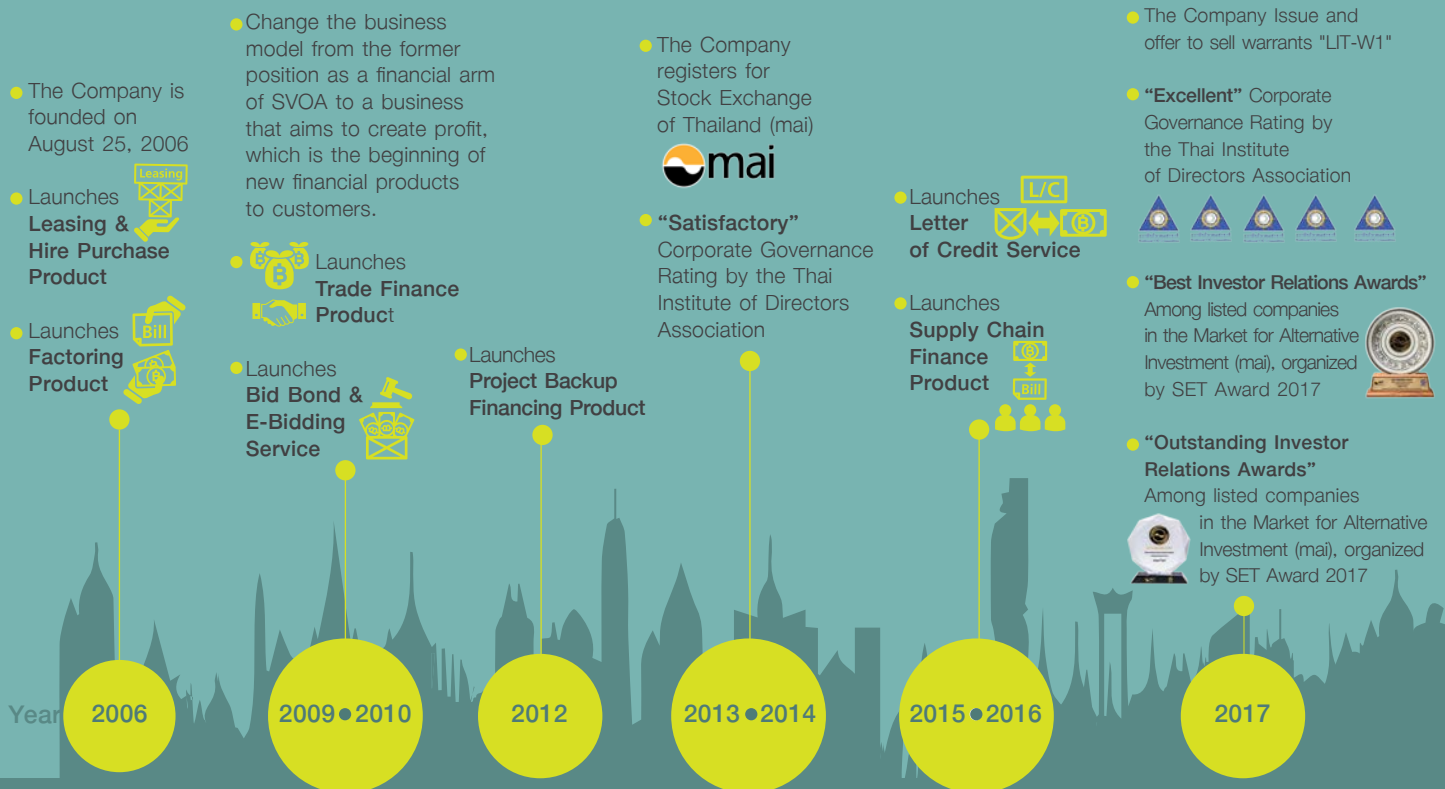 The Company is
founded on
August 25, 2006
Leasing
Launches
Leasing &
Hire Purchase
Product
Launches
Bill
Factoring
Product
Change the business
model from the former
position as a financial arm
of SVOA to a business
that aims to create profit,
which is the beginning of
new financial products
to customers.
Launches
Trade Finance
Product
Launches
Bid Bond &
E-Bidding
Service
Launches
Project Backup
Financing Product
The Company
registers for
Stock Exchange
of Thailand (mai)
mai
“Satisfactory”
Corporate Governance
Rating by the Thai
Institute of Directors
Association
L/C
Launches
Letter
of Credit Service
Launches
Supply Chain
Finance
Product
Bill
The Company Issue and
offer to sell warrants "LIT-W1"
“Excellent” Corporate
Governance Rating by
the Thai Institute
of Directors Association
“Best Investor Relations Awards”
Among listed companies
in the Market for Alternative
Investment (mai), organized
by SET Award 2017
“Outstanding Investor
Relations Awards”
Among listed companies
in the Market for Alternative
Investment (mai), organized
by SET Award 2017
Year
2006
2009 • 2010
2012
2013 • 2014
2015 • 2016
2017